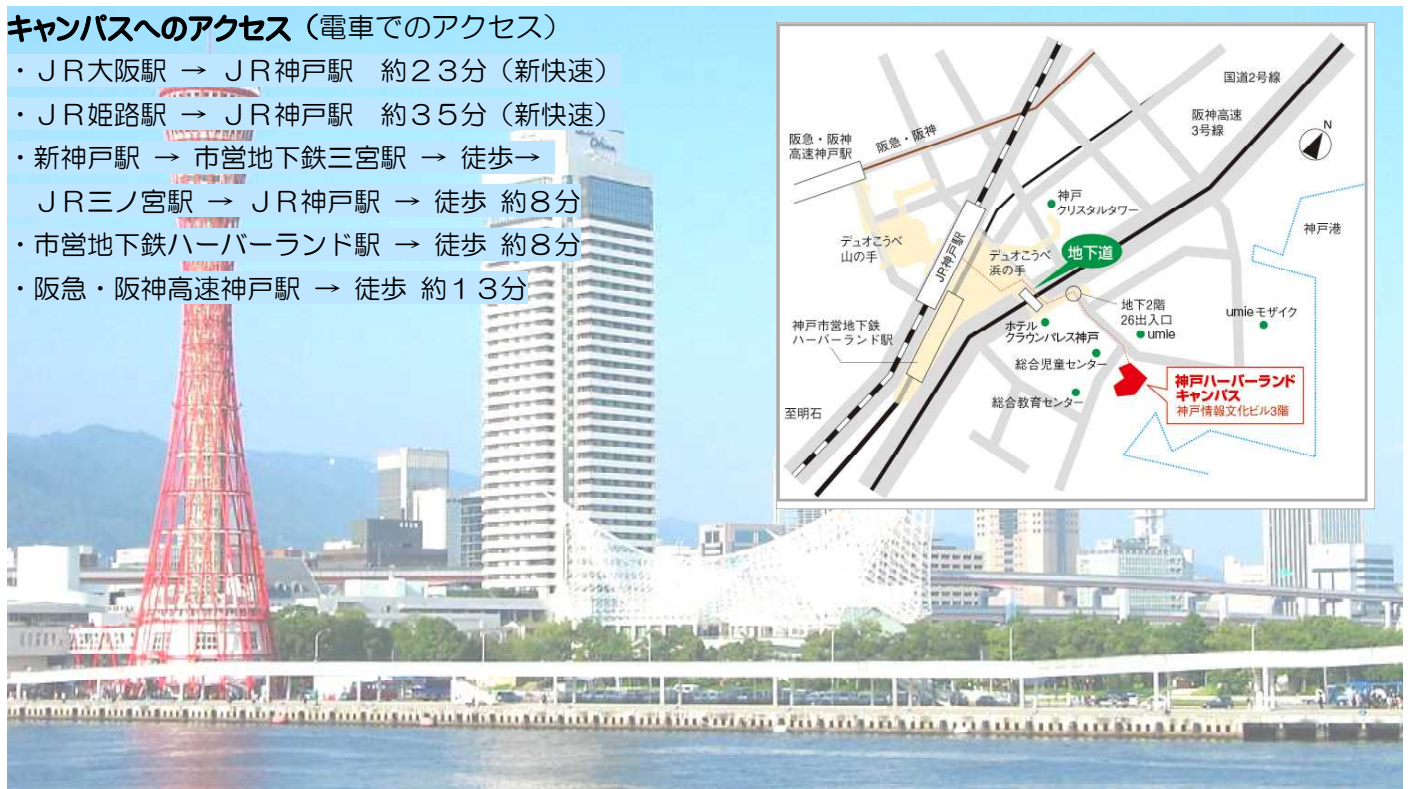 キャンパスへのアクセス（電車でのアクセス）
・ＪＲ大阪駅 → ＪＲ神戸駅　約２３分（新快速）
・ＪＲ姫路駅 → ＪＲ神戸駅　約３５分（新快速）
・新神戸駅 → 市営地下鉄三宮駅 → 徒歩→
ＪＲ三ノ宮駅 → ＪＲ神戸駅 → 徒歩 約８分
・市営地下鉄ハーバーランド駅 → 徒歩 約８分
・阪急・阪神高速神戸駅 → 徒歩 約１３分
国道2号線
阪神高速
3号線
N
阪急・阪神
高速神戸駅
阪急・阪神
神戸
クリスタルタワー
神戸港
デュオこうべ
山の手
JR神戸駅
デュオこうべ
浜の手
地下道
地下2階
26出入口
umieモザイク
神戸市営地下鉄
ハーバーランド駅
ホテル
クラウンパレス神戸
umie
総合児童センター
総合教育センター
至明石
神戸ハーバーランド
キャンパス
神戸情報文化ビル3階